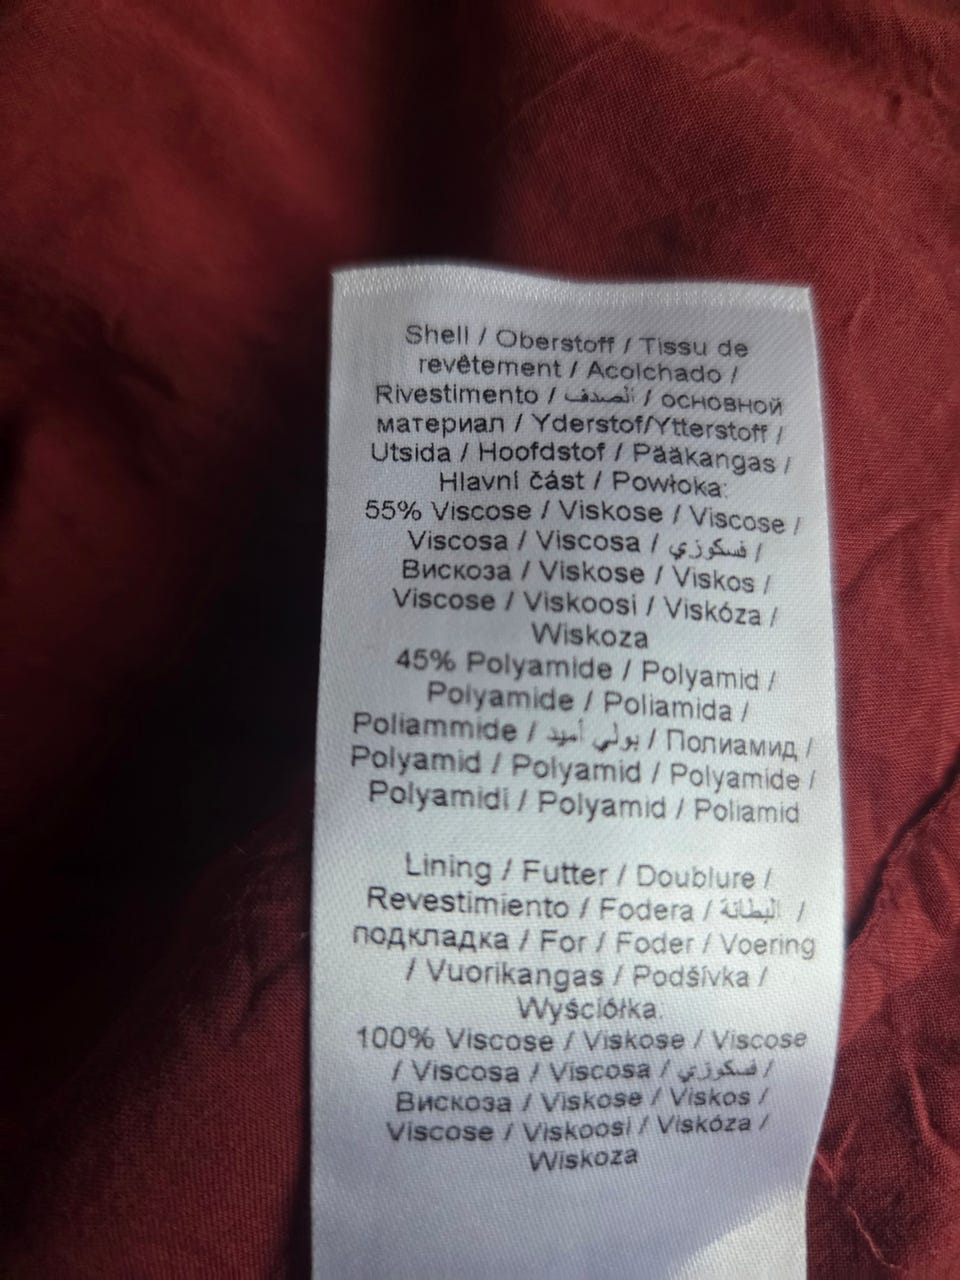 Shell / Oberstoff / Tissu de
revêtement / Acolchado /
Rivestimento / الصدف / основной
материал / Yderstof/Ytterstoff /
Utsida / Hoofdstof / Pääkangas /
Hlavní část / Powłoka:
55% Viscose / Viskose / Viscose /
Viscosa / Viscosa / فسكوزي /
Вискоза / Viskose / Viskos /
Viscose / Viskoosi / Viskóza /
Wiskoza
45% Polyamide / Polyamid /
Polyamide / Poliamida /
Poliammide / بولي أميد / Полиамид /
Polyamid / Polyamid / Polyamide /
Polyamidi / Polyamid / Poliamid
Lining / Futter / Doublure /
Revestimiento / Fodera / البطانة /
подкладка / For / Foder / Voering
/ Vuorikangas / Podšívka /
Wyściółka:
100% Viscose / Viskose / Viscose
/ Viscosa / Viscosa / فسكوزي /
Вискоза / Viskose / Viskos /
Viscose / Viskoosi / Viskóza /
Wiskoza